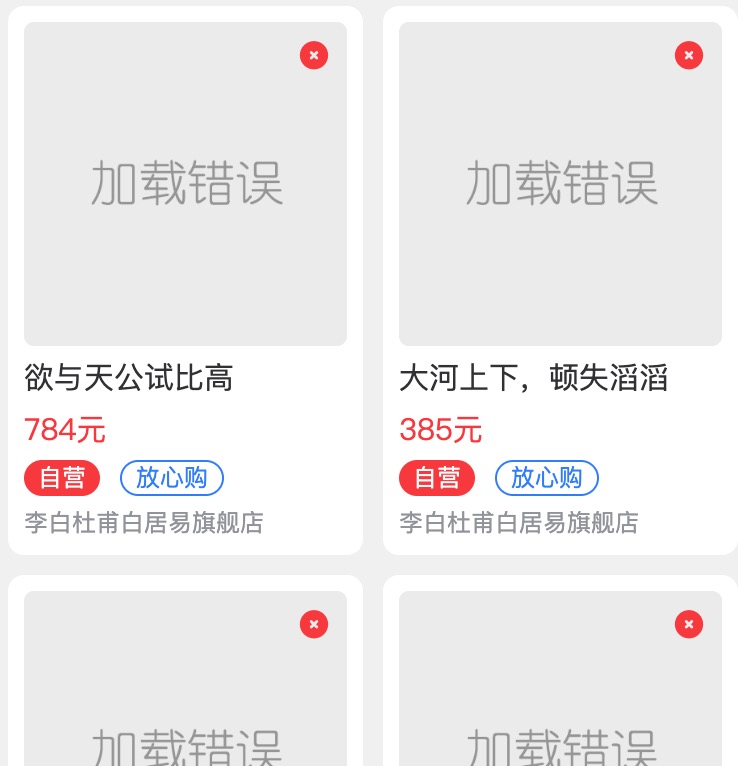 加载错误
加载错误
欲与天公试比高
大河上下，顿失滔滔
784元
385元
自营 放心购
自营 放心购
李白杜甫白居易旗舰店
李白杜甫白居易旗舰店
加载错误
加载错误